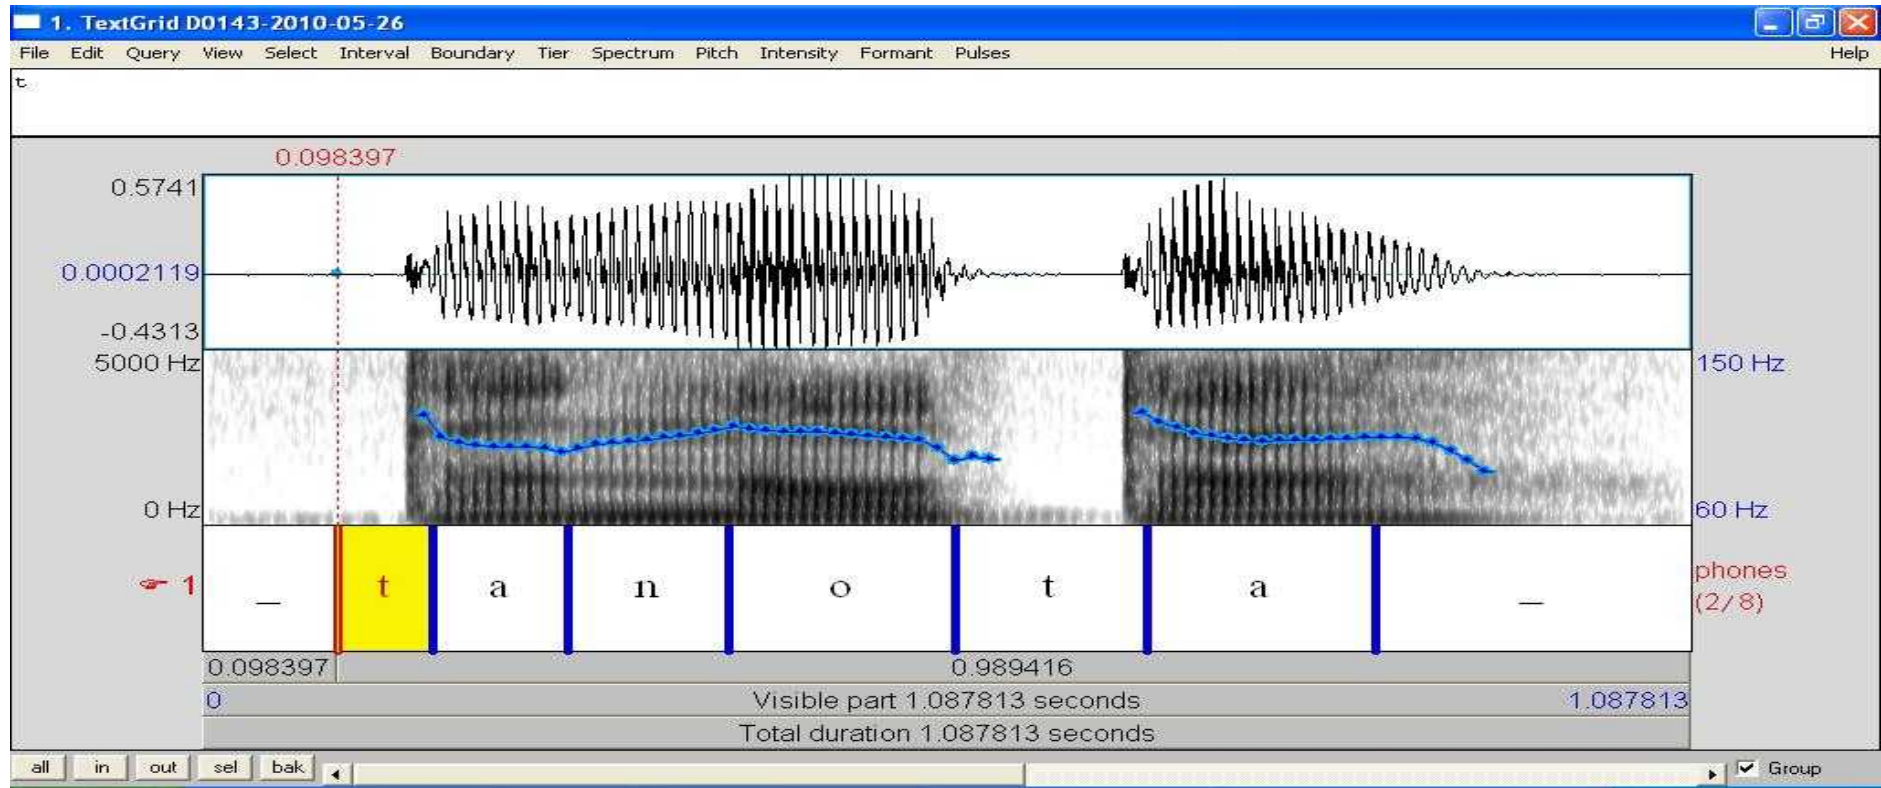 1. TextGrid D0143-2010-05-26
File Edit Query View Select Interval Boundary Tier Spectrum Pitch Intensity Formant Pulses Help
t
0.098397
0.5741
0.0002119
-0.4313
5000 Hz 150 Hz
0 Hz 60 Hz
☞ 1 _ t a n o t a _ phones
(2/8)
0.098397 0.989416
0 Visible part 1.087813 seconds 1.087813
Total duration 1.087813 seconds
all in out sel bak Group